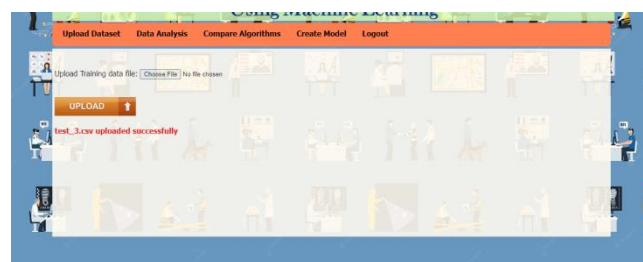 Using Machine Learning
Upload Dataset Data Analysis Compare Algorithms Create Model Logout
Upload Training data file: Choose File No file chosen
UPLOAD
test_3.csv uploaded successfully